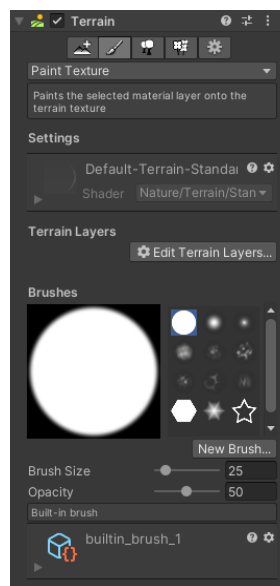 Terrain
Paint Texture
Paints the selected material layer onto the
terrain texture
Settings
Default-Terrain-Standar
Shader Nature/Terrain/Stan
Terrain Layers
Edit Terrain Layers...
Brushes
New Brush...
Brush Size 25
Opacity 50
Built-in brush
builtin_brush_1